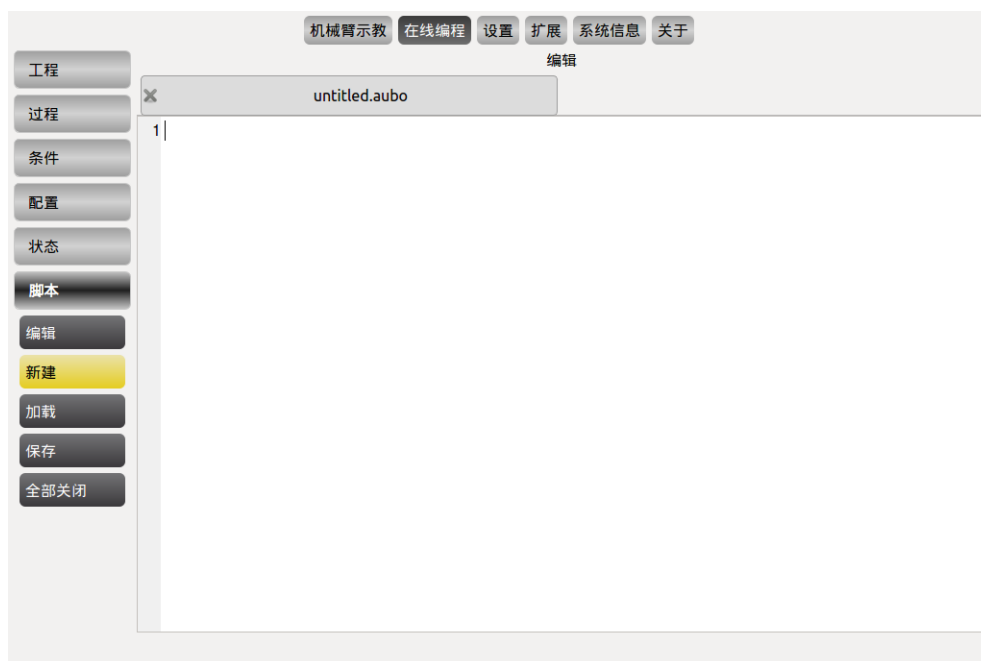 机械臂示教 在线编程 设置 扩展 系统信息 关于
编辑
工程
untitled.aubo
过程
1
条件
配置
状态
脚本
编辑
新建
加载
保存
全部关闭